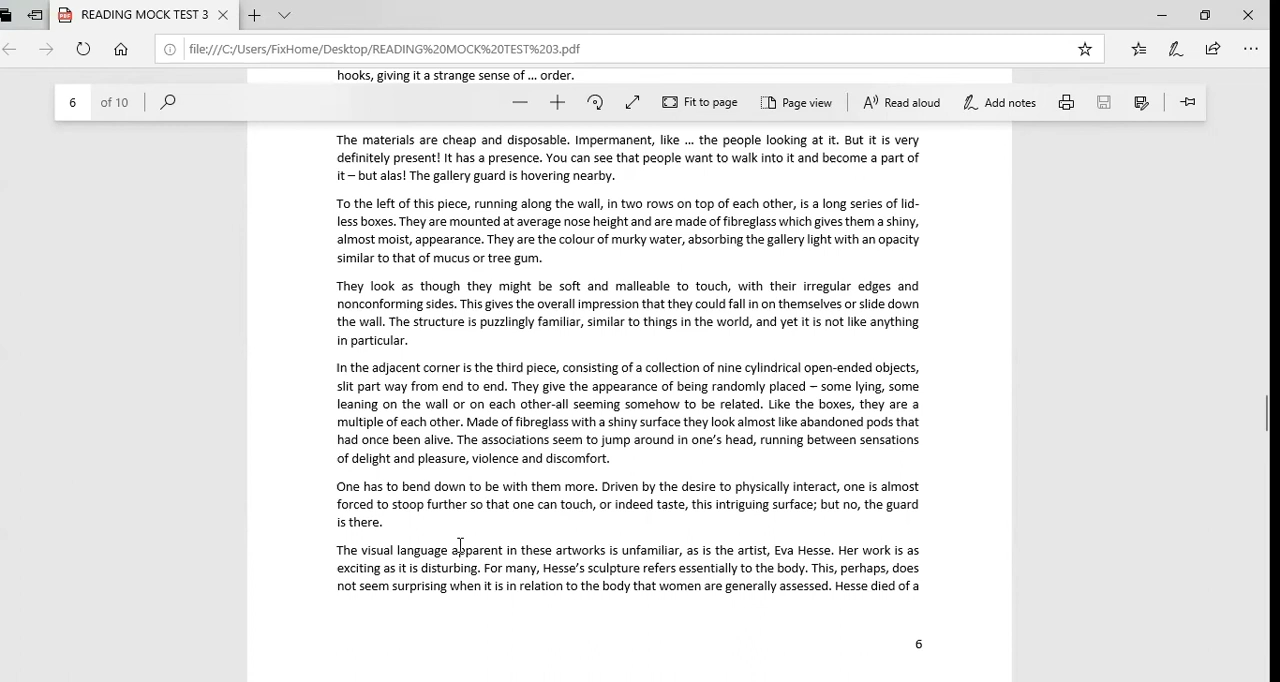 READING MOCK TEST 3
file:///C:/Users/FixHome/Desktop/READING%20MOCK%20TEST%203.pdf
hooks, giving it a strange sense of ... order.
6 of 10 Fit to page Page view Read aloud Add notes
The materials are cheap and disposable. Impermanent, like ... the people looking at it. But it is very
definitely present! It has a presence. You can see that people want to walk into it and become a part of
it – but alas! The gallery guard is hovering nearby.
To the left of this piece, running along the wall, in two rows on top of each other, is a long series of lid-
less boxes. They are mounted at average nose height and are made of fibreglass which gives them a shiny,
almost moist, appearance. They are the colour of murky water, absorbing the gallery light with an opacity
similar to that of mucus or tree gum.
They look as though they might be soft and malleable to touch, with their irregular edges and
nonconforming sides. This gives the overall impression that they could fall in on themselves or slide down
the wall. The structure is puzzlingly familiar, similar to things in the world, and yet it is not like anything
in particular.
In the adjacent corner is the third piece, consisting of a collection of nine cylindrical open-ended objects,
slit part way from end to end. They give the appearance of being randomly placed – some lying, some
leaning on the wall or on each other-all seeming somehow to be related. Like the boxes, they are a
multiple of each other. Made of fibreglass with a shiny surface they look almost like abandoned pods that
had once been alive. The associations seem to jump around in one's head, running between sensations
of delight and pleasure, violence and discomfort.
One has to bend down to be with them more. Driven by the desire to physically interact, one is almost
forced to stoop further so that one can touch, or indeed taste, this intriguing surface; but no, the guard
is there.
The visual language apparent in these artworks is unfamiliar, as is the artist, Eva Hesse. Her work is as
exciting as it is disturbing. For many, Hesse's sculpture refers essentially to the body. This, perhaps, does
not seem surprising when it is in relation to the body that women are generally assessed. Hesse died of a
6